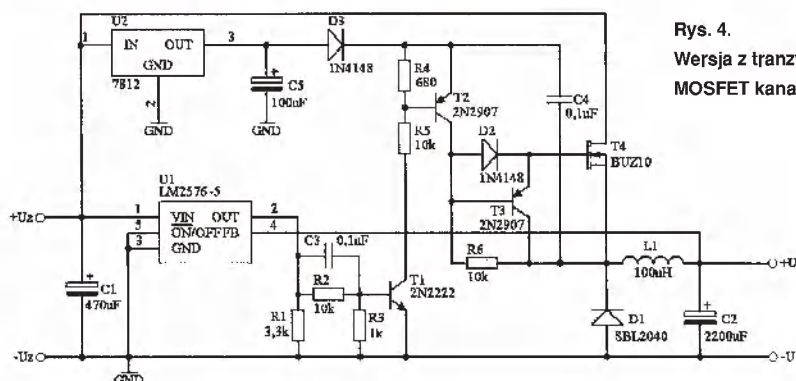 Rys. 4.
Wersja z tranz
MOSFET kana
U2
1
IN
OUT
3
GND
7812
2
GND
C5
100uF
GND
D3
1N4148
R4
680
T2
2N2907
R5
10k
C4
0,1uF
D2
1N4148
T4
BUZ10
T3
2N2907
U1
LM2576-5
+Uz
1
VIN
OUT
2
5
ON/OFF
FB
4
3
GND
C3
0,1uF
R2
10k
T1
2N2222
R6
10k
L1
100uH
+U
C1
470uF
R1
3,3k
R3
1k
D1
SBL2040
C2
2200uF
-Uz
-U
GND